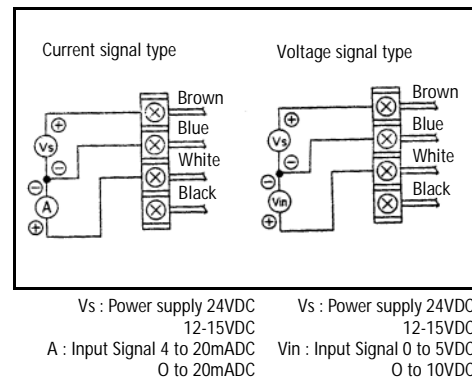 Current signal type
Voltage signal type
Brown
Blue
White
Black
Vs
A
Brown
Blue
White
Black
Vs
Vin
Vs : Power supply 24VDC
12-15VDC
A : Input Signal 4 to 20mADC
O to 20mADC
Vs : Power supply 24VDC
12-15VDC
Vin : Input Signal 0 to 5VDC
O to 10VDC